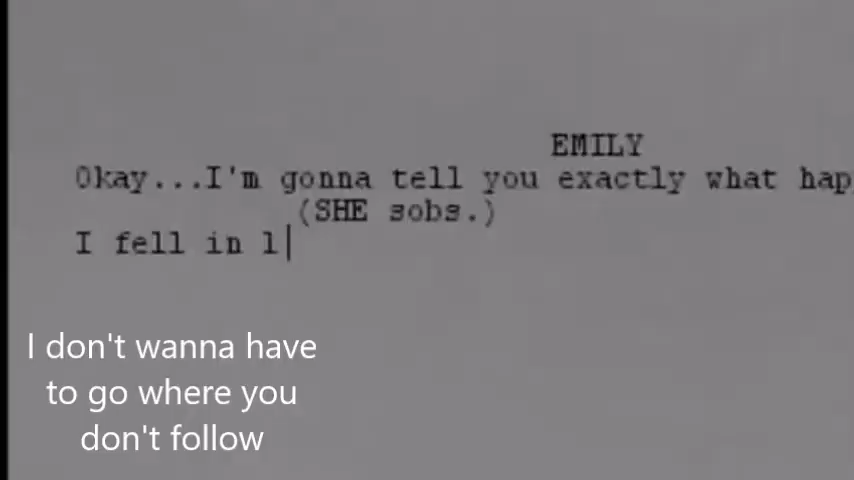 EMILY
Okay...I'm gonna tell you exactly what hap
(SHE sobs.)
I fell in l
I don't wanna have
to go where you
don't follow